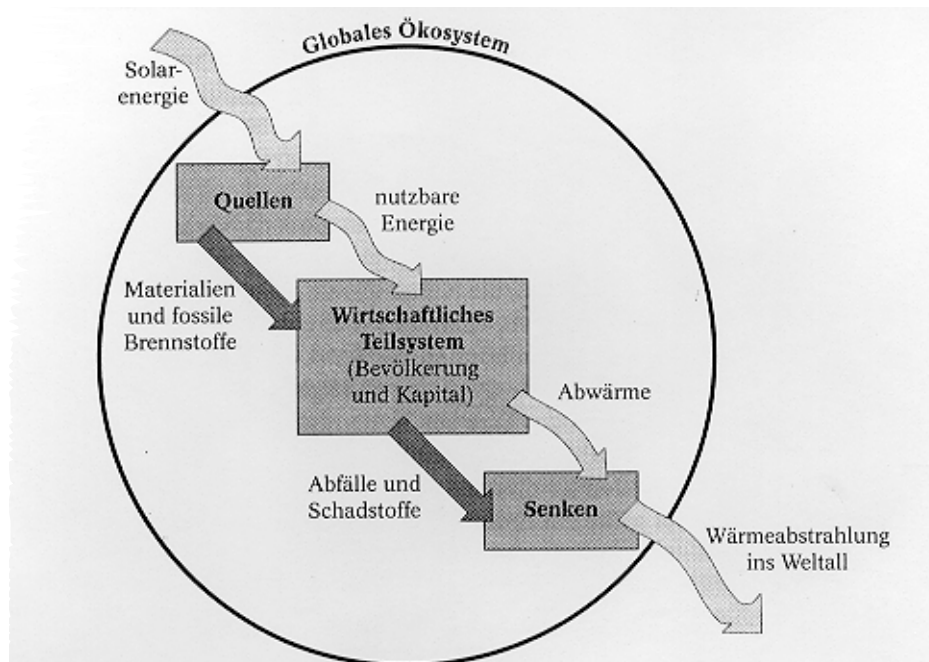 Globales Ökosystem
Solar-
energie
Quellen
nutzbare
Energie
Materialien
und fossile
Brennstoffe
Wirtschaftliches
Teilsystem
(Bevölkerung
und Kapital)
Abwärme
Abfälle und
Schadstoffe
Senken
Wärmeabstrahlung
ins Weltall